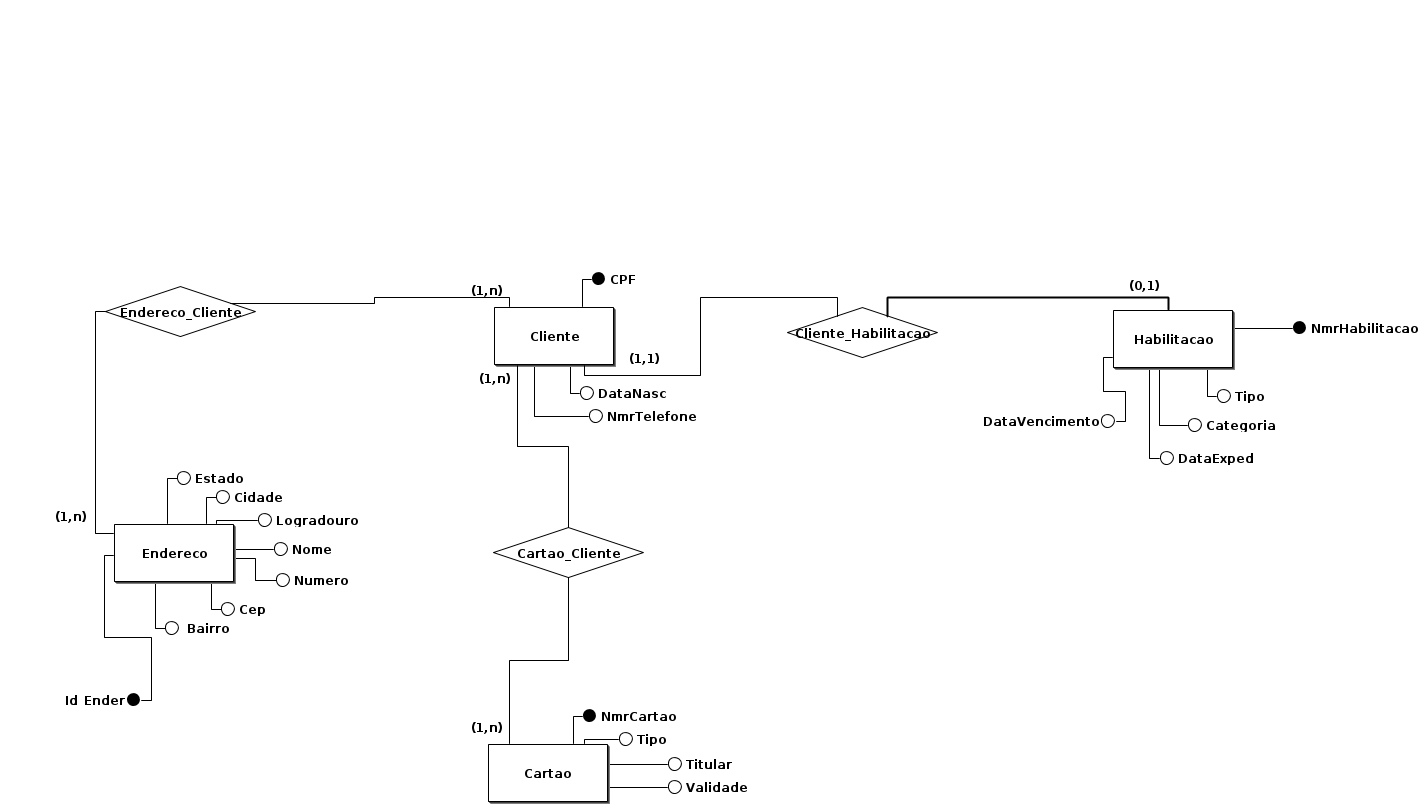 CPF
(0,1)
(1,n)
Endereco_Cliente
NmrHabilitacao
Cliente
Cliente_Habilitacao
Habilitacao
(1,1)
(1,n)
DataNasc
Tipo
NmrTelefone
DataVencimento
Categoria
DataExped
Estado
Cidade
(1,n)
Logradouro
Endereco
Nome
Cartao_Cliente
Numero
Cep
Bairro
Id Ender
NmrCartao
(1,n)
Tipo
Titular
Cartao
Validade